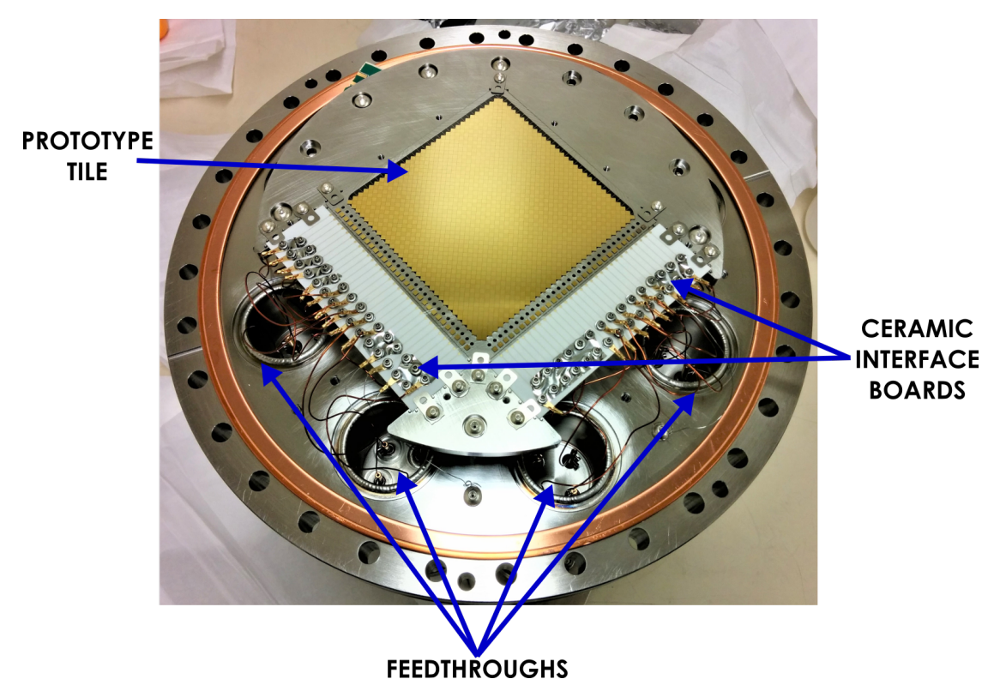 PROTOTYPE
TILE
CERAMIC
INTERFACE
BOARDS
FEEDTHROUGHS